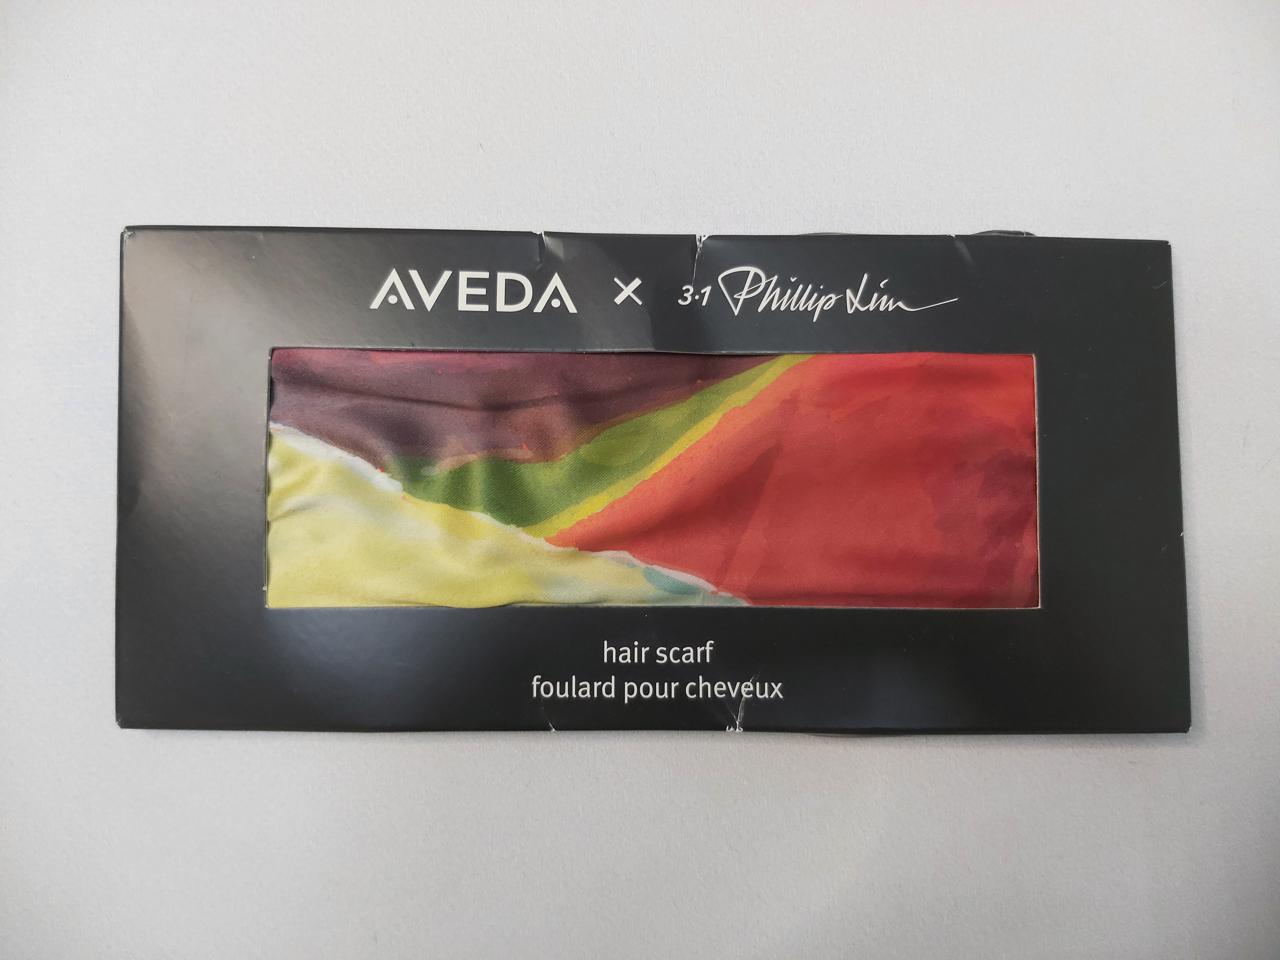 AVEDA × 3·1 Phillip Lim
hair scarf
foulard pour cheveux